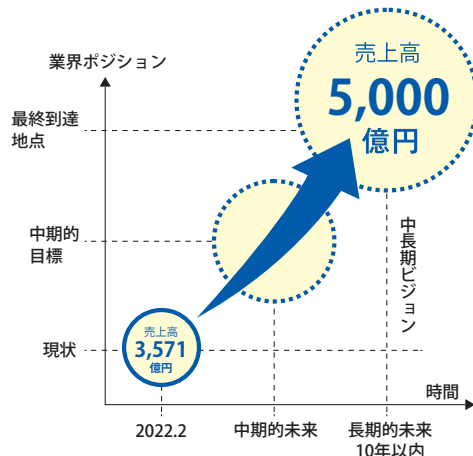 業界ポジション
売上高
5,000
億円
最終到達
地点
中期的
目標
中長期ビジョン
売上高
3,571
億円
現状
時間
2022.2
中期的未来
長期的未来
10年以内